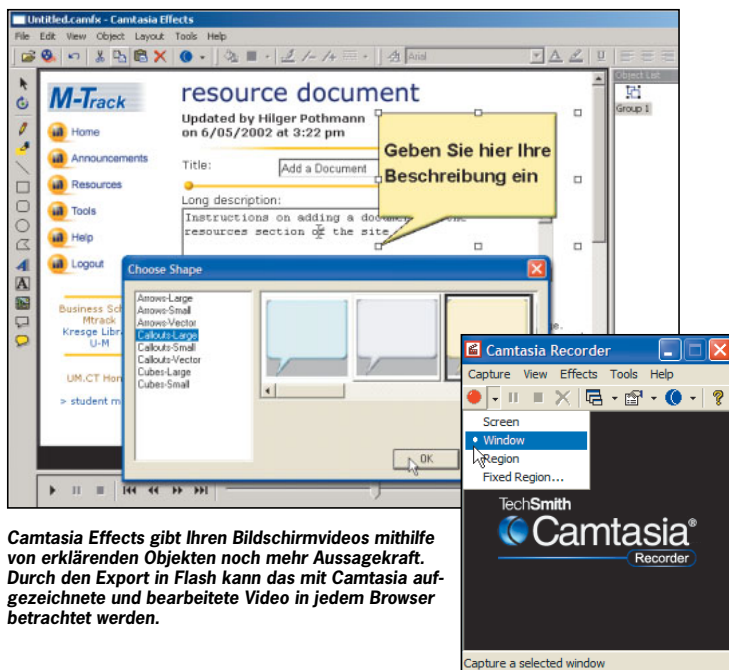 Untitled.camfx - Camtasia Effects
File Edit View Object Layout Tools Help
Arial
Object List
Group 1
M-Track
Home
Announcements
Resources
Tools
Help
Logout
Business
Mtrack
Kresge
U-M
UM.CT
> student
resource document
Updated by Hilger Pothmann
on 6/05/2002 at 3:22 pm
Title:
Add a Document
Long description:
Instructions on adding a
resources section of the site
Geben Sie hier Ihre
Beschreibung ein
Choose Shape
Arrows-Large
Arrows-Small
Arrows-Vector
Callouts-Large
Callouts-Small
Callouts-Vector
Cubes-Large
Cubes-Small
OK
Camtasia Recorder
Capture View Effects Tools Help
Screen
Window
Region
Fixed Region...
TechSmith
Camtasia®
Recorder
Capture a selected window
Camtasia Effects gibt Ihren Bildschirmvideos mithilfe
von erklärenden Objekten noch mehr Aussagekraft.
Durch den Export in Flash kann das mit Camtasia auf-
gezeichnete und bearbeitete Video in jedem Browser
betrachtet werden.